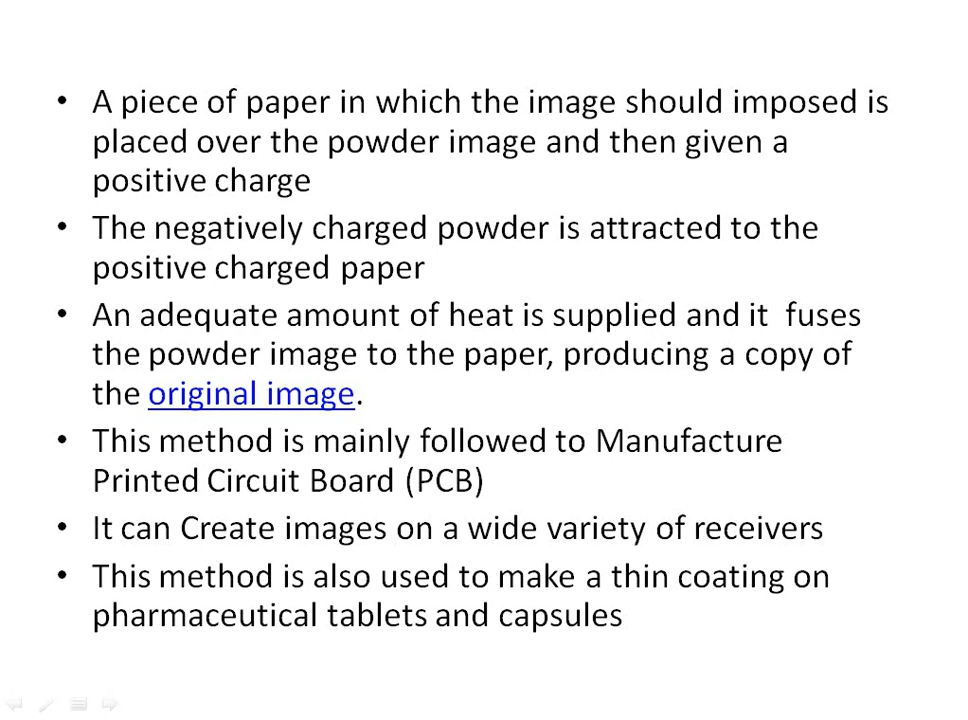 • A piece of paper in which the image should imposed is
placed over the powder image and then given a
positive charge
• The negatively charged powder is attracted to the
positive charged paper
• An adequate amount of heat is supplied and it  fuses
the powder image to the paper, producing a copy of
the original image.
• This method is mainly followed to Manufacture
Printed Circuit Board (PCB)
• It can Create images on a wide variety of receivers
• This method is also used to make a thin coating on
pharmaceutical tablets and capsules